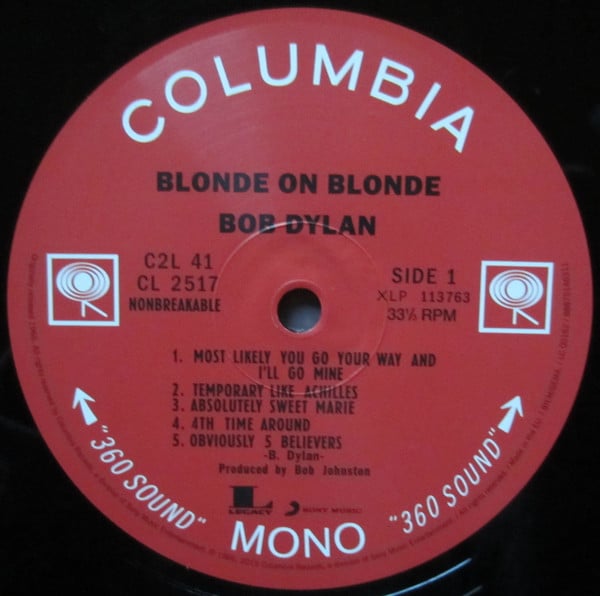 COLUMBIA
BLONDE ON BLONDE
BOB DYLAN
C2L 41
CL 2517
NONBREAKABLE
SIDE 1
XLP 113763
33⅓ RPM
1. MOST LIKELY YOU GO YOUR WAY AND
I'LL GO MINE
2. TEMPORARY LIKE ACHILLES
3. ABSOLUTELY SWEET MARIE
4. 4TH TIME AROUND
5. OBVIOUSLY 5 BELIEVERS
-B. Dylan-
Produced by Bob Johnston
L
LEGACY
SONY MUSIC
"360 SOUND"
MONO
"360 SOUND"